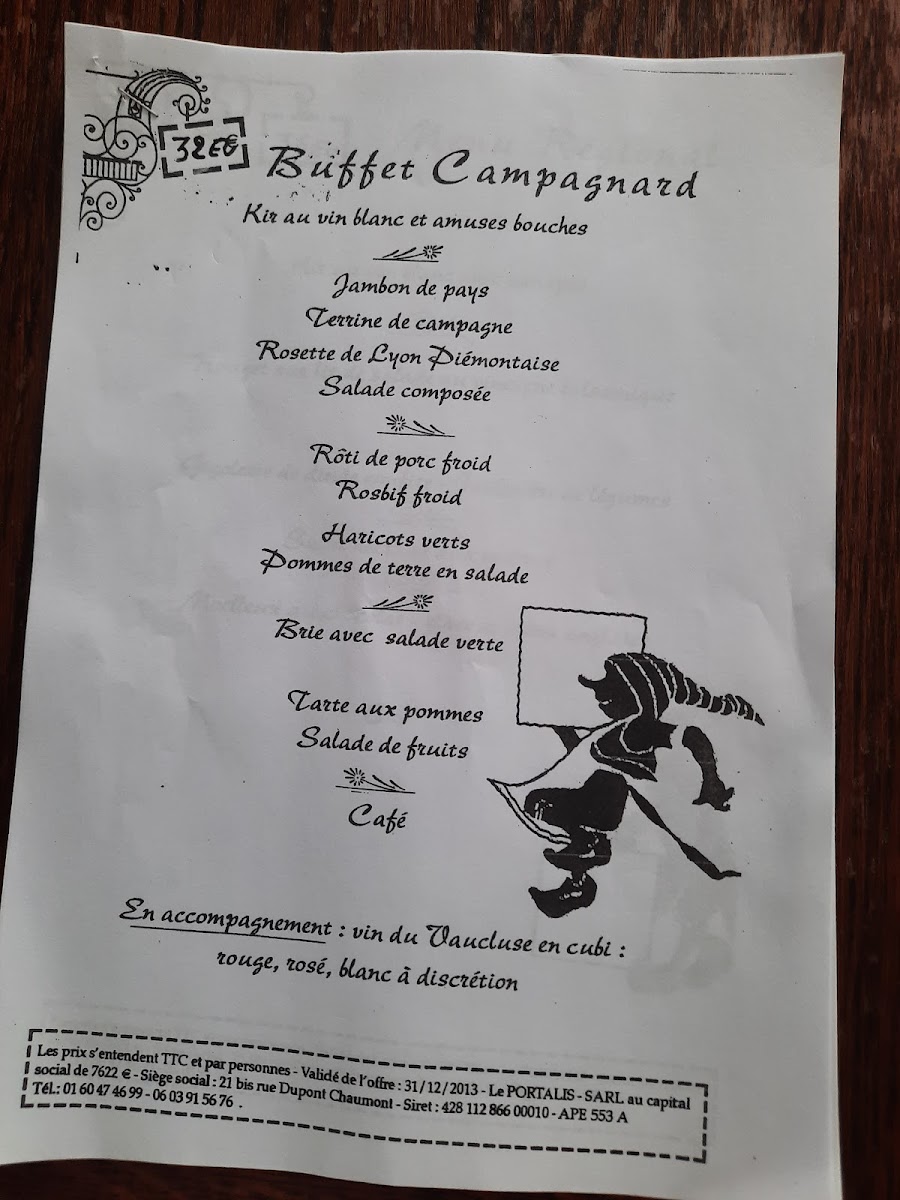 32€€
Buffet Campagnard
Kir au vin blanc et amuses bouches
Jambon de pays
Terrine de campagne
Rosette de Lyon Piémontaise
Salade composée
Rôti de porc froid
Rosbif froid
Haricots verts
Pommes de terre en salade
Brie avec salade verte
Tarte aux pommes
Salade de fruits
Café
En accompagnement : vin du Vaucluse en cubi :
rouge, rosé, blanc à discrétion
Les prix s'entendent TTC et par personnes - Validé de l'offre : 31/12/2013 - Le PORTALIS - SARL au capital
social de 7622 € - Siège social : 21 bis rue Dupont Chaumont - Siret : 428 112 866 00010 - APE 553 A
Tél.: 01 60 47 46 99 - 06 03 91 56 76 .